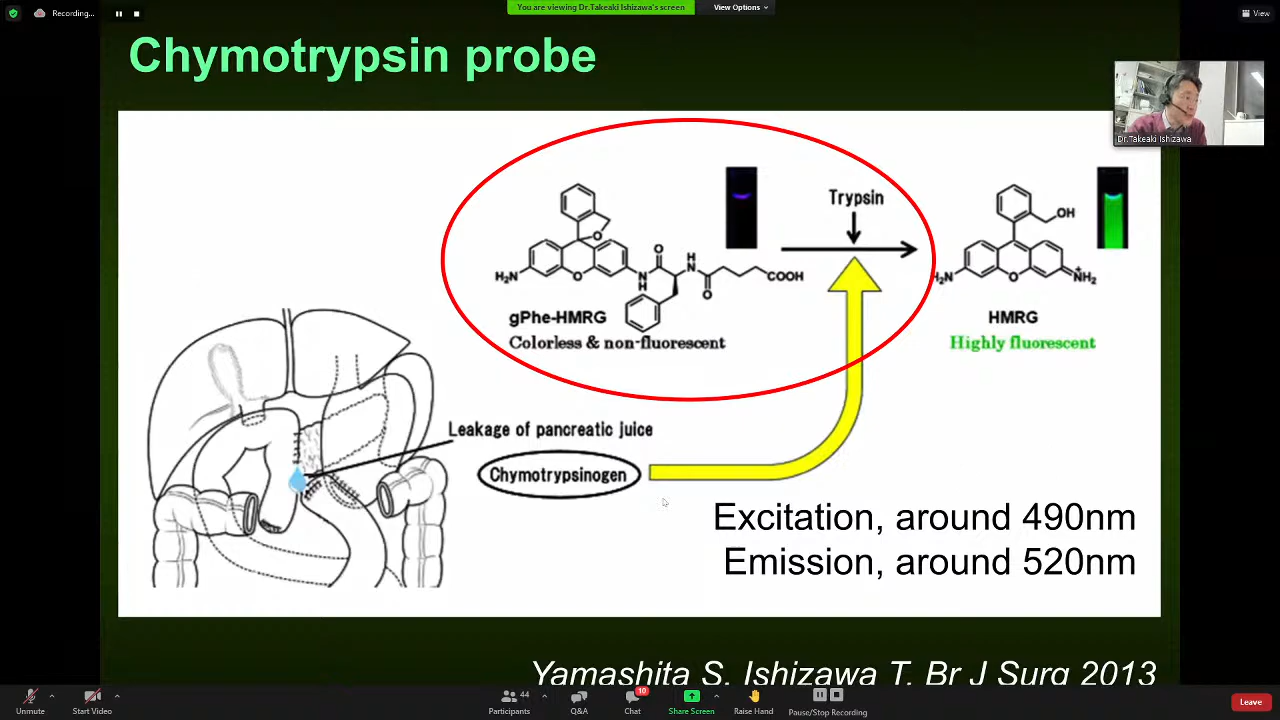 Recording...
You are viewing Dr.Takeaki Ishizawa's screen
View Options
View
Chymotrypsin probe
Dr.Takeaki Ishizawa
Trypsin
OH
O
H₂N
O
N
H
O
H
N
O
COOH
H₂N
O
NH₂
+
gPhe-HMRG
HMRG
Colorless & non-fluorescent
Highly fluorescent
Leakage of pancreatic juice
Chymotrypsinogen
Excitation, around 490nm
Emission, around 520nm
Yamashita S, Ishizawa T. Br J Surg 2013
Unmute
Start Video
44
Participants
Q&A
10
Chat
Share Screen
Raise Hand
Pause/Stop Recording
Leave